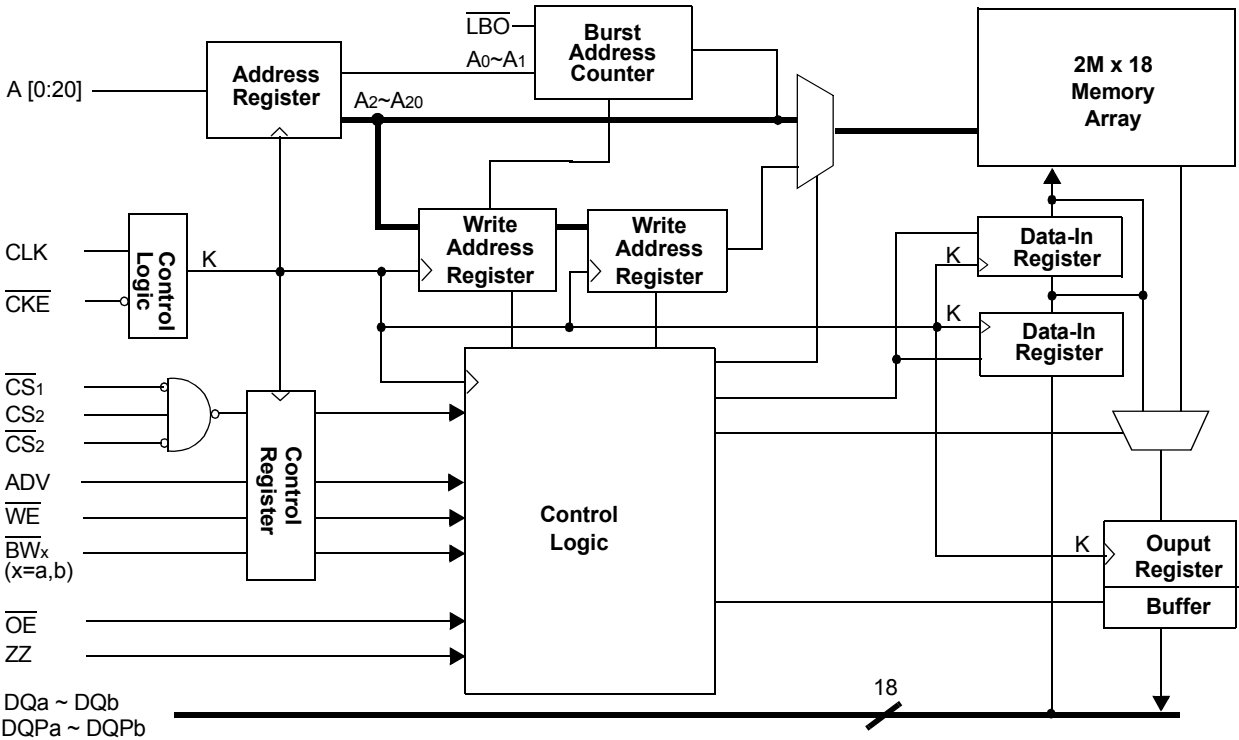 LBO
A0~A1
Burst
Address
Counter
2M x 18
Memory
Array
A [0:20]
Address
Register
A2~A20
Write
Address
Register
Write
Address
Register
Data-In
Register
K
Data-In
Register
K
CLK
CKE
Control
Logic
K
CS1
CS2
CS2
ADV
WE
BWx
(x=a,b)
OE
ZZ
Control
Register
Control
Logic
K
Ouput
Register
Buffer
DQa ~ DQb
DQPa ~ DQPb
18